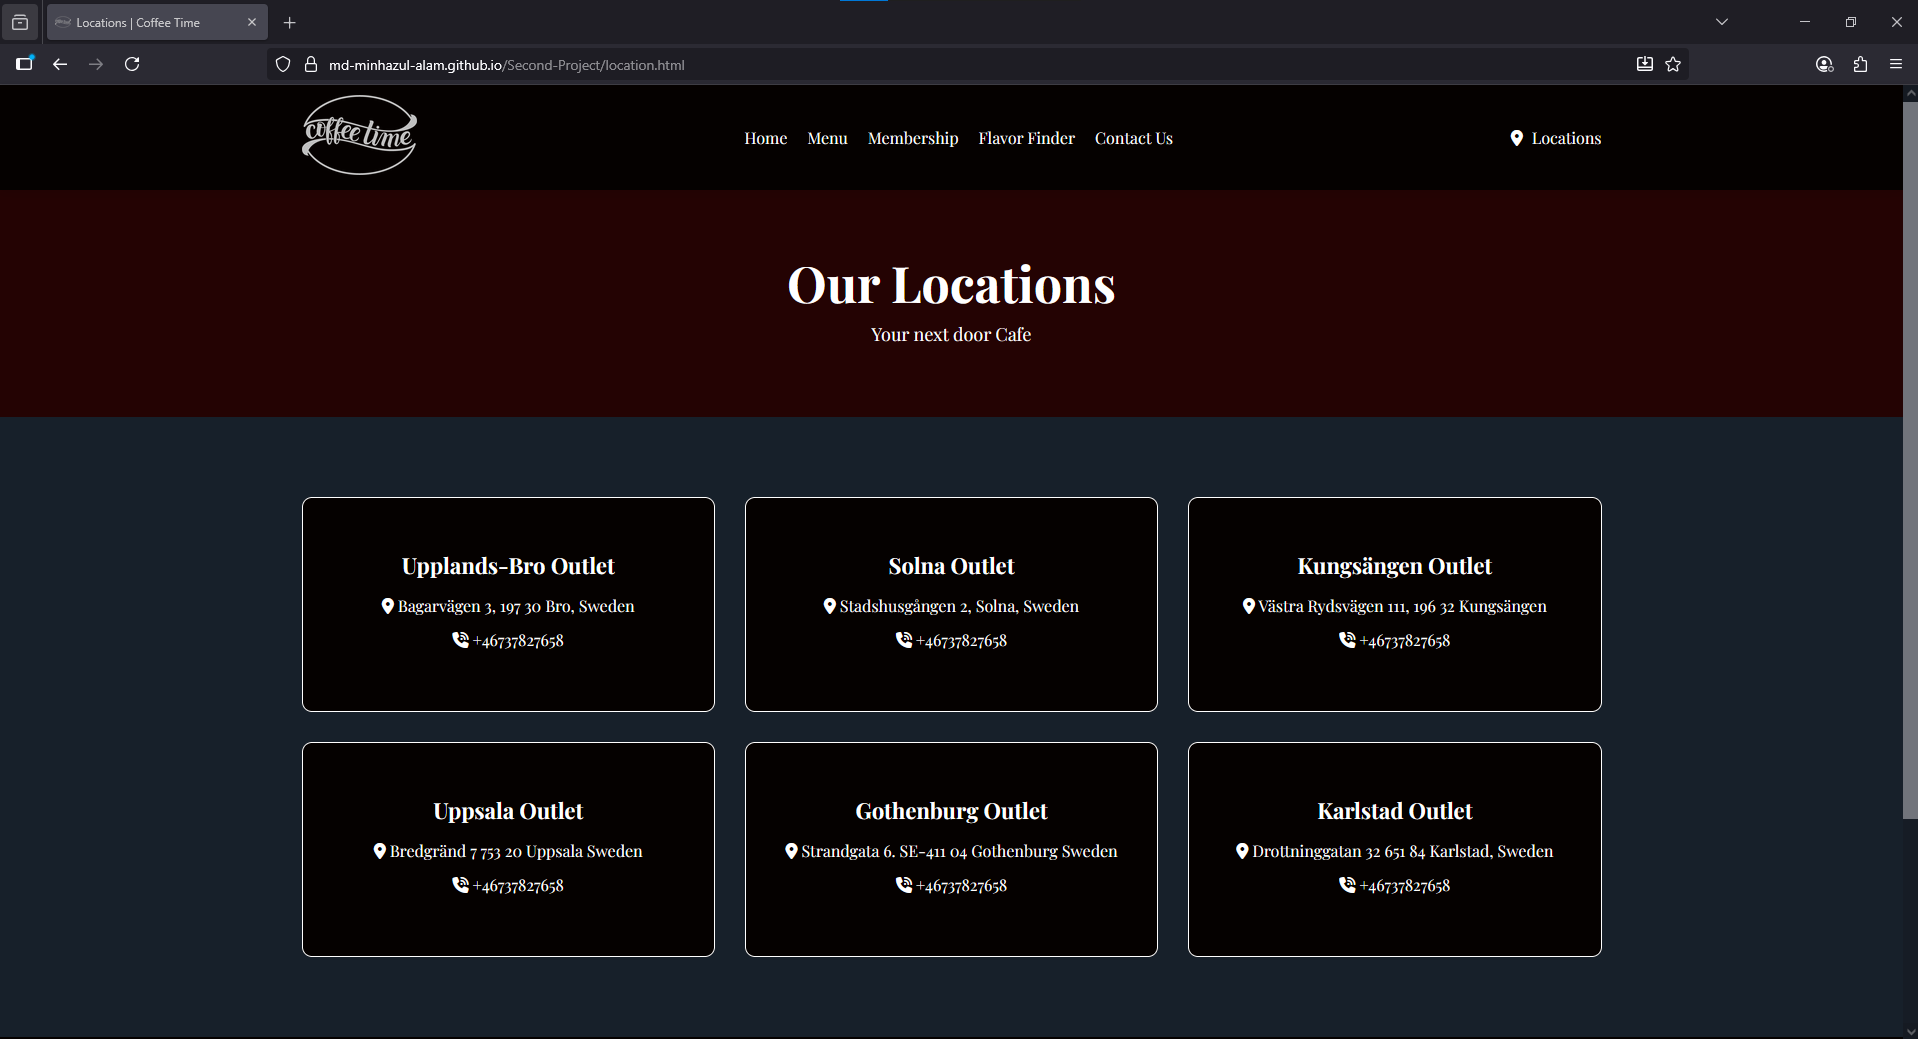 Locations | Coffee Time
md-minhazul-alam.github.io/Second-Project/location.html
coffee time
Home Menu Membership Flavor Finder Contact Us
Locations
Our Locations
Your next door Cafe
Upplands-Bro Outlet
Bagarvägen 3, 197 30 Bro, Sweden
+46737827658
Solna Outlet
Stadshusgången 2, Solna, Sweden
+46737827658
Kungsängen Outlet
Västra Rydsvägen 111, 196 32 Kungsängen
+46737827658
Uppsala Outlet
Bredgränd 7 753 20 Uppsala Sweden
+46737827658
Gothenburg Outlet
Strandgata 6. SE-411 04 Gothenburg Sweden
+46737827658
Karlstad Outlet
Drottninggatan 32 651 84 Karlstad, Sweden
+46737827658